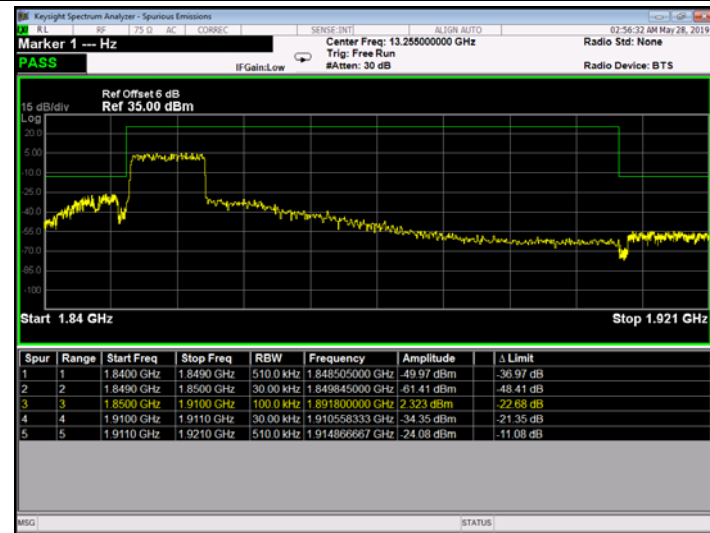 Keysight Spectrum Analyzer - Spurious Emissions
RL RF 75 Ω AC CORREC SENSE:INT ALIGN AUTO 02:56:32 AM May 28, 2019
Marker 1 --- Hz Center Freq: 13.255000000 GHz Radio Std: None
Trig: Free Run
PASS IFGain:Low #Atten: 30 dB Radio Device: BTS
Ref Offset 6 dB
15 dB/div Ref 35.00 dBm
Log
20.0
5.00
-10.0
-25.0
-40.0
-55.0
-70.0
-85.0
-100
Start 1.84 GHz Stop 1.921 GHz
Spur Range Start Freq Stop Freq RBW Frequency Amplitude Δ Limit
1 1 1.8400 GHz 1.8490 GHz 510.0 kHz 1.848505000 GHz -49.97 dBm -36.97 dB
2 2 1.8490 GHz 1.8500 GHz 30.00 kHz 1.849845000 GHz -61.41 dBm -48.41 dB
3 3 1.8500 GHz 1.9100 GHz 100.0 kHz 1.891800000 GHz 2.323 dBm -22.68 dB
4 4 1.9100 GHz 1.9110 GHz 30.00 kHz 1.910558333 GHz -34.35 dBm -21.35 dB
5 5 1.9110 GHz 1.9210 GHz 510.0 kHz 1.914866667 GHz -24.08 dBm -11.08 dB
MSG STATUS